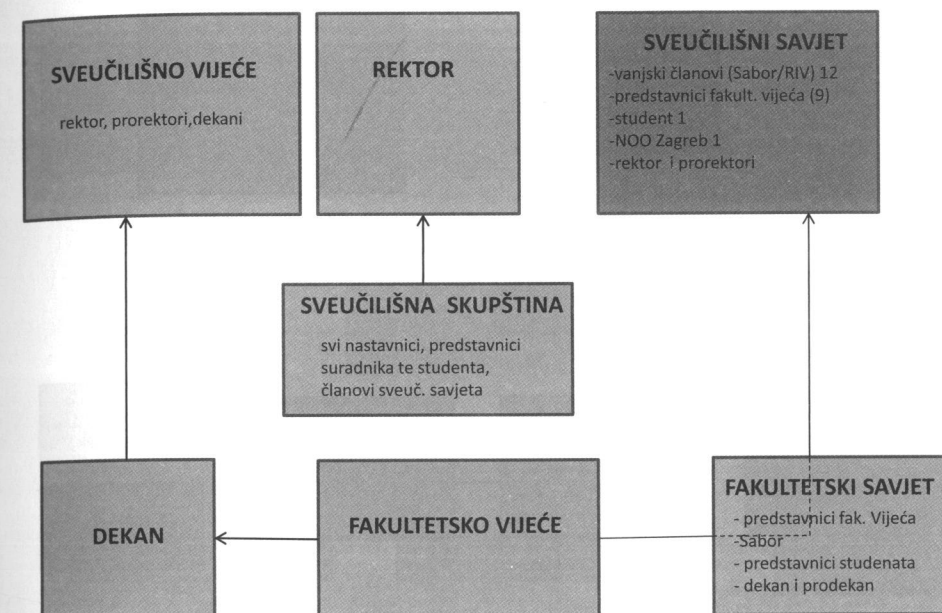 SVEUČILIŠNO VIJEĆE
rektor, prorektori,dekani
REKTOR
SVEUČILIŠNI SAVJET
-vanjski članovi (Sabor/RIV) 12
-predstavnici fakult. vijeća (9)
-student 1
-NOO Zagreb 1
-rektor i prorektori
SVEUČILIŠNA SKUPŠTINA
svi nastavnici, predstavnici
suradnika te studenta,
članovi sveuč. savjeta
DEKAN
FAKULTETSKO VIJEĆE
FAKULTETSKI SAVJET
- predstavnici fak. Vijeća
-Sabor
- predstavnici studenata
- dekan i prodekan